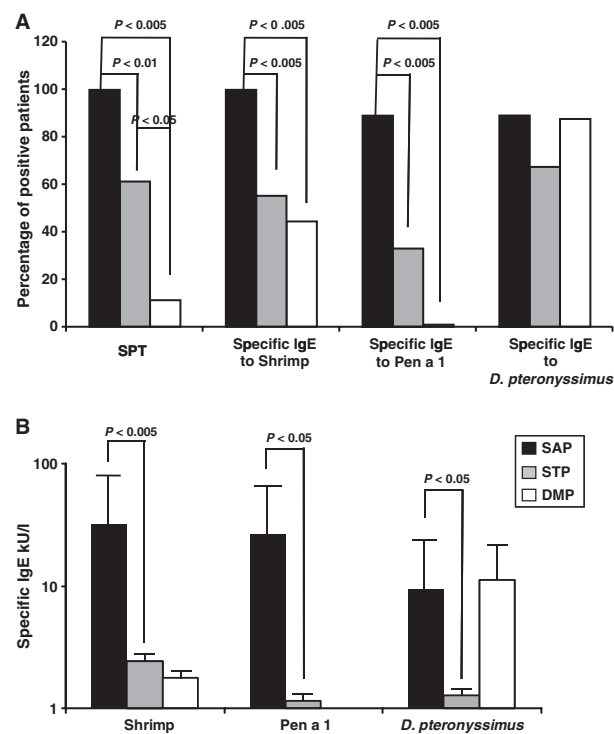 A
P < 0.005
P < 0 .005
P < 0.005
P < 0.01
P < 0.005
P < 0.005
P < 0.05
Percentage of positive patients
120
100
80
60
40
20
0
SPT
Specific IgE
to Shrimp
Specific IgE
to Pen a 1
Specific IgE
to
D. pteronyssimus
B
P < 0.005
P < 0.05
P < 0.05
SAP
STP
DMP
Specific IgE kU/l
100
10
1
Shrimp
Pen a 1
D. pteronyssimus